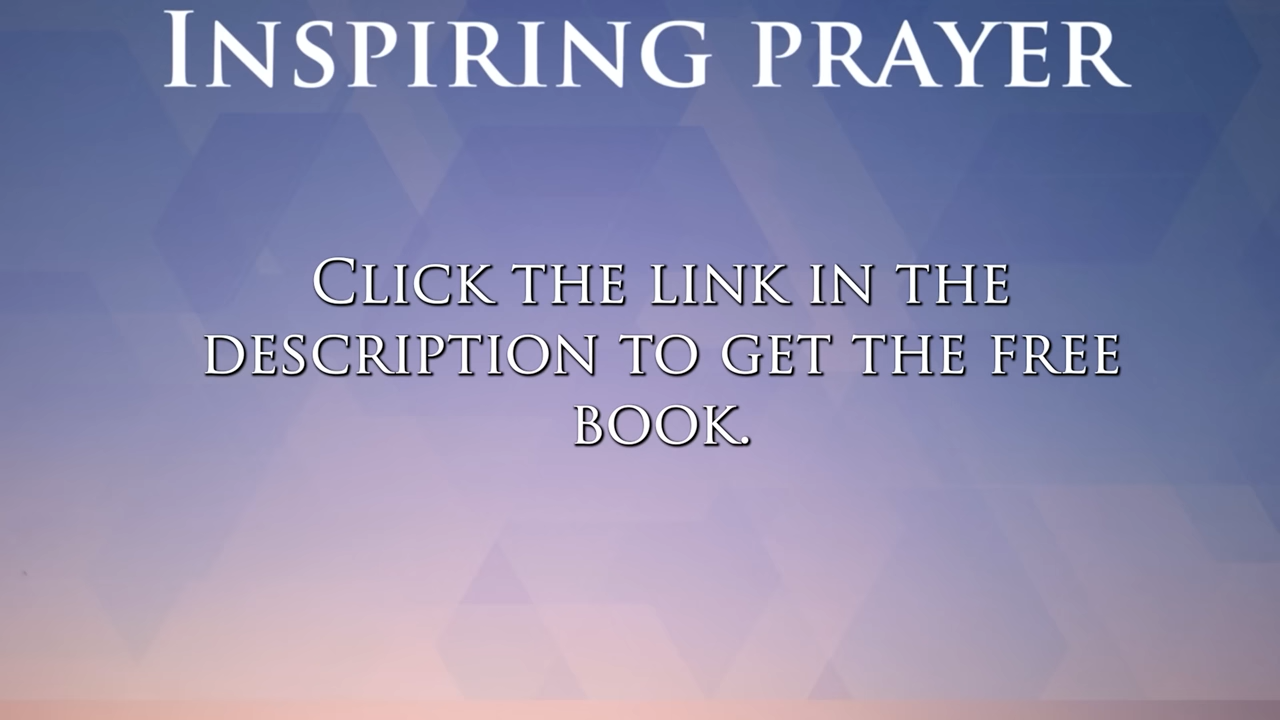 Inspiring prayer
Click the link in the
description to get the free
book.